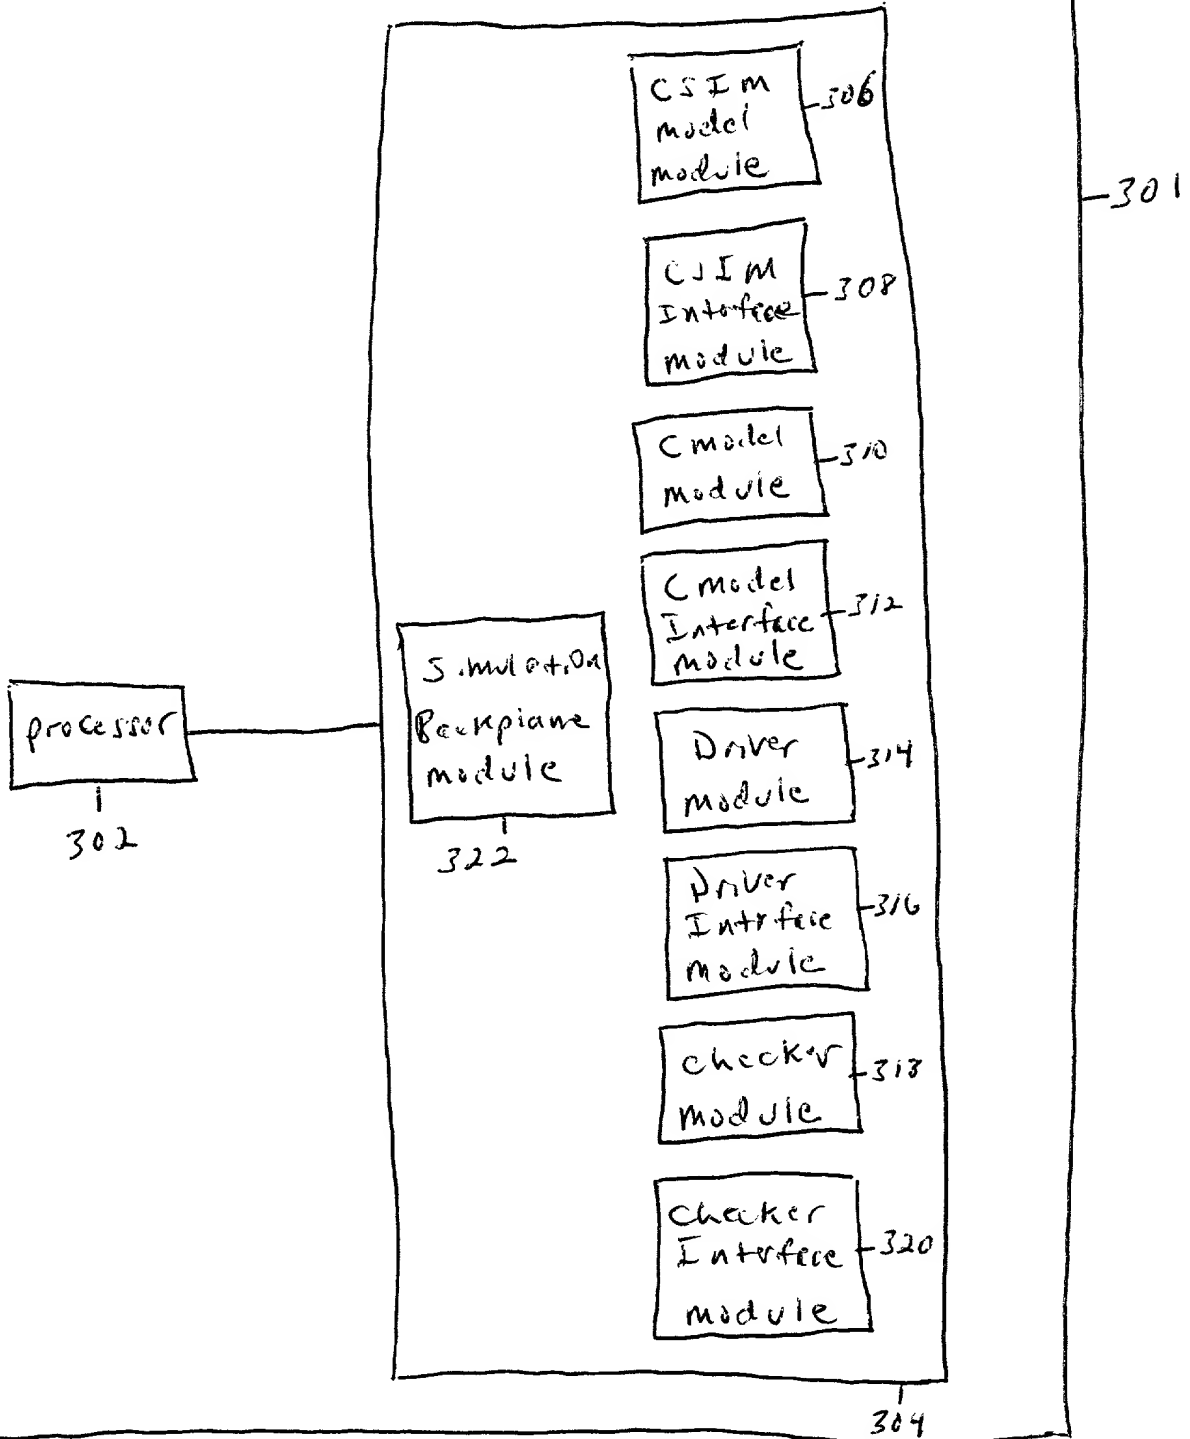 CSIM
model
module
306
301
CSIM
Interface
module
308
C model
module
310
C model
Interface
module
312
Simulation
Backplane
module
322
processor
302
Driver
module
314
Driver
Intrface
module
316
checker
module
318
checker
Interface
module
320
304